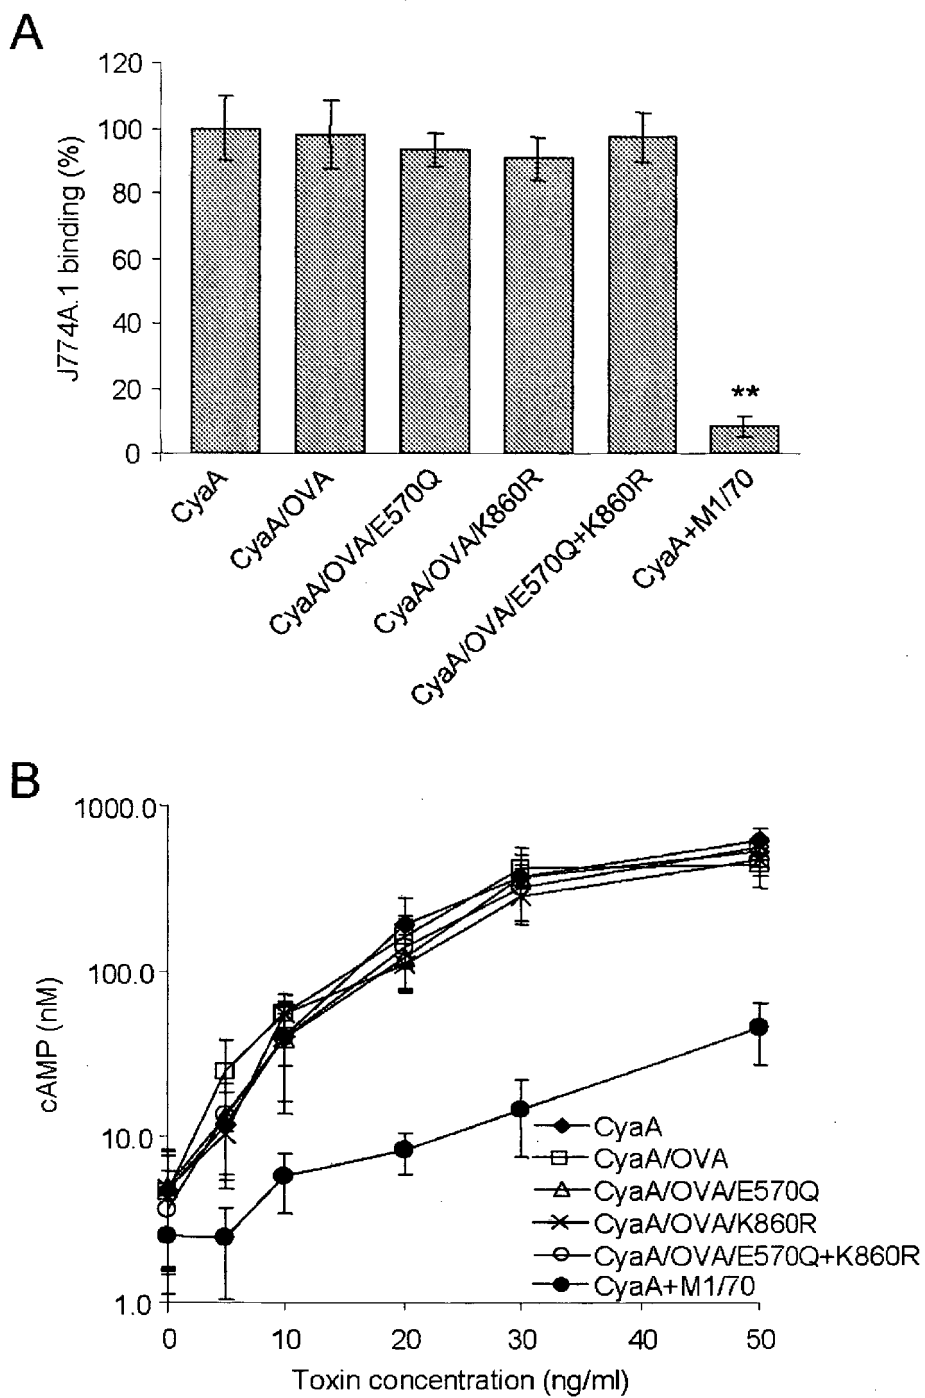 A
120
100
80
60
40
20
0
J774A.1 binding (%)
**
CyaA
CyaA/OVA
CyaA/OVA/E570Q
CyaA/OVA/K860R
CyaA/OVA/E570Q+K860R
CyaA+M1/70
B
1000.0
100.0
10.0
1.0
cAMP (nM)
CyaA
CyaA/OVA
CyaA/OVA/E570Q
CyaA/OVA/K860R
CyaA/OVA/E570Q+K860R
CyaA+M1/70
0 10 20 30 40 50
Toxin concentration (ng/ml)